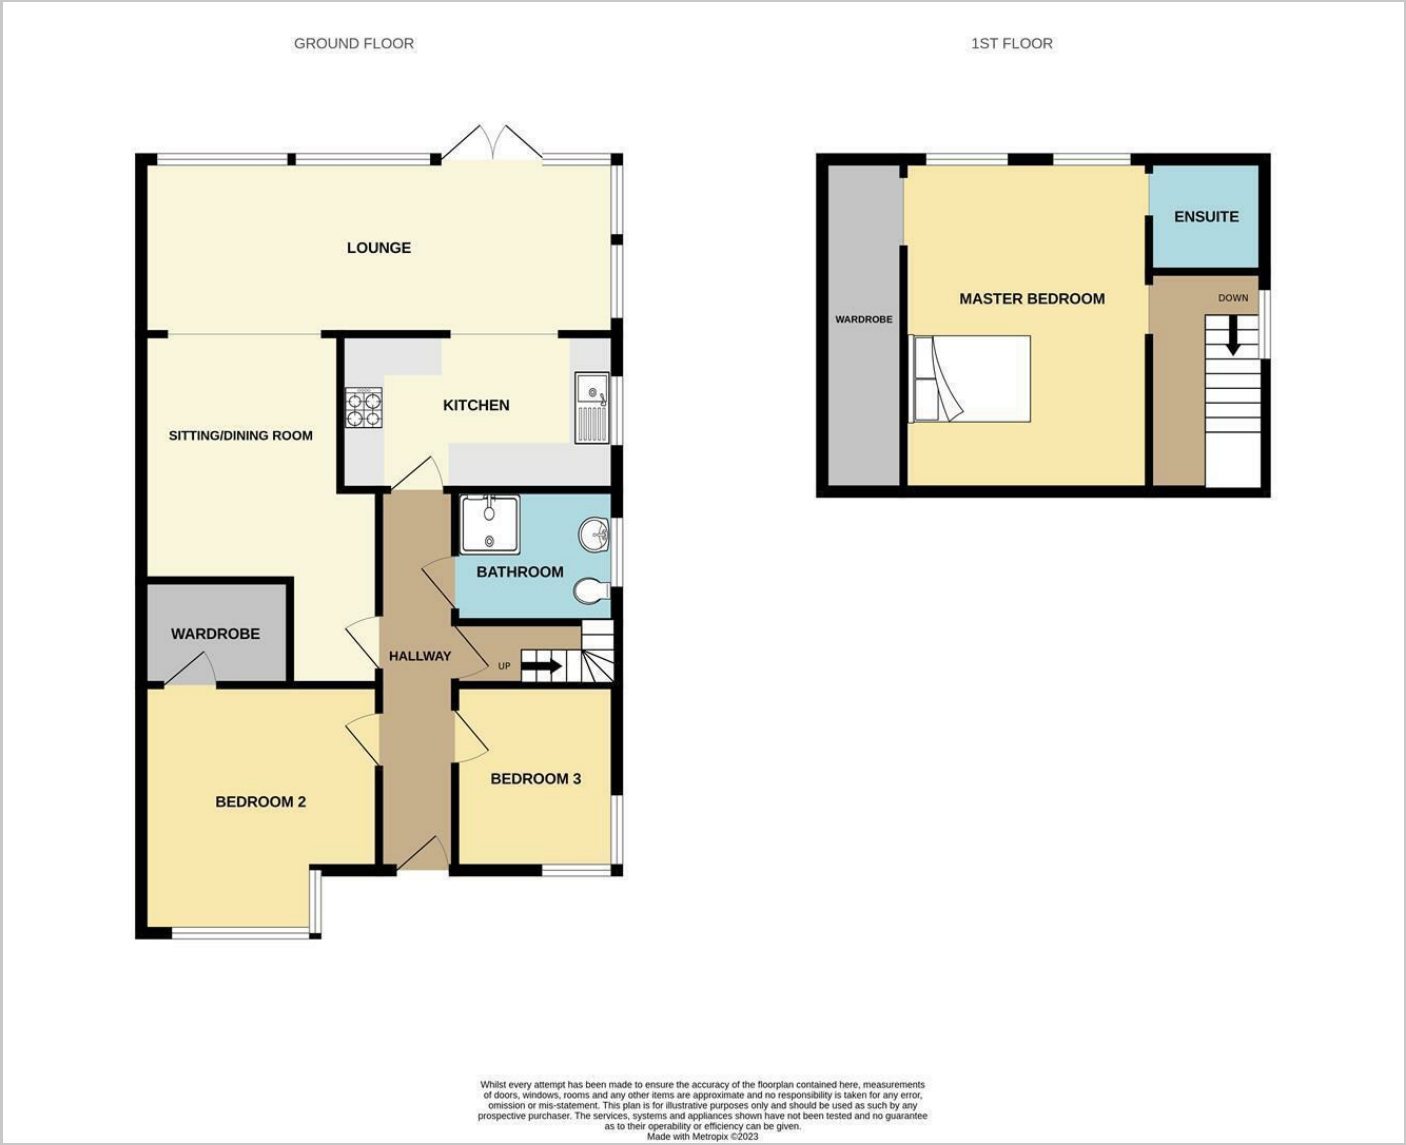 GROUND FLOOR
1ST FLOOR
LOUNGE
KITCHEN
SITTING/DINING ROOM
BATHROOM
WARDROBE
HALLWAY
UP
BEDROOM 2
BEDROOM 3
ENSUITE
MASTER BEDROOM
DOWN
WARDROBE
Whilst every attempt has been made to ensure the accuracy of the floorplan contained here, measurements
of doors, windows, rooms and any other items are approximate and no responsibility is taken for any error,
omission or mis-statement. This plan is for illustrative purposes only and should be used as such by any
prospective purchaser. The services, systems and appliances shown have not been tested and no guarantee
as to their operability or efficiency can be given.
Made with Metropix ©2023